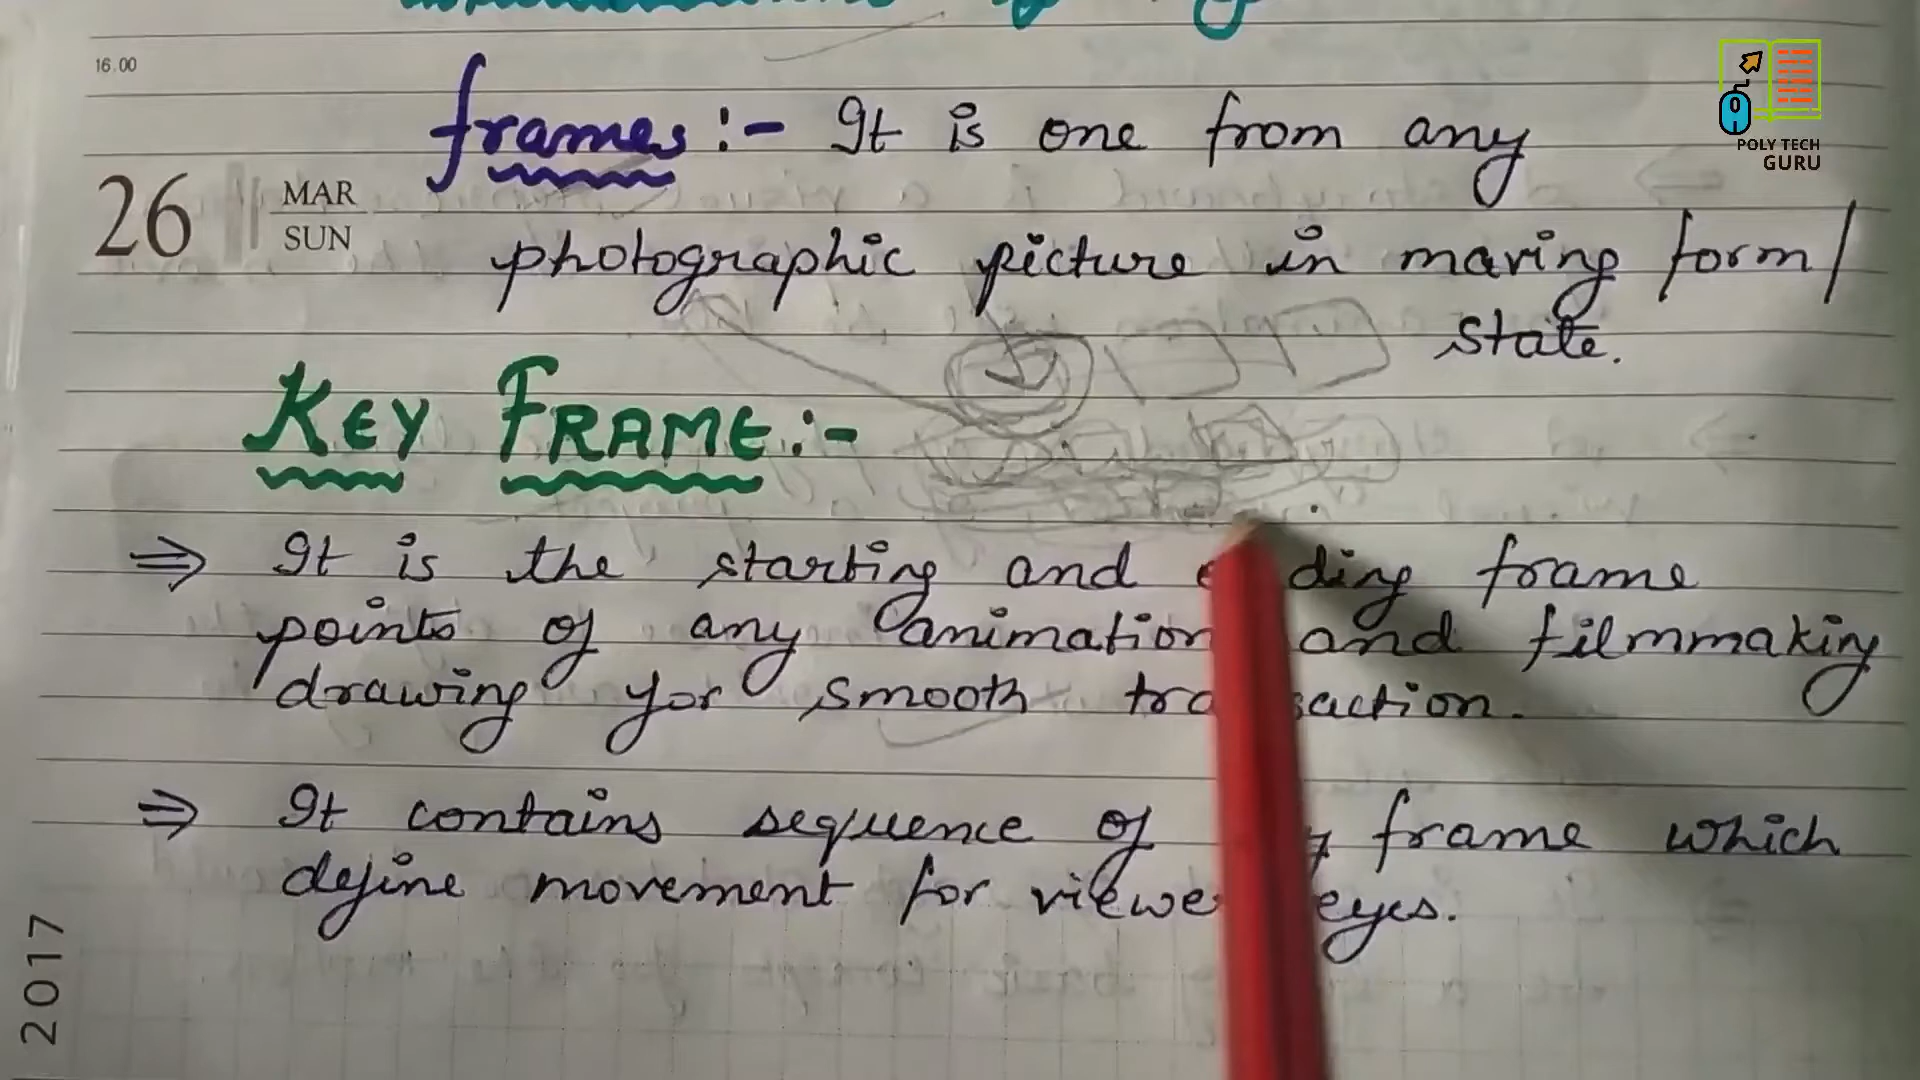 16.00
POLY TECH
GURU
frames:- It is one from any
26 MAR
SUN
photographic picture in moving form/
state.
KEY FRAME:-
⇒ It is the starting and ding frame
points of any animation and filmmaking
drawing for smooth
⇒ It contains sequence of frame which
define movement for eyes.
2017